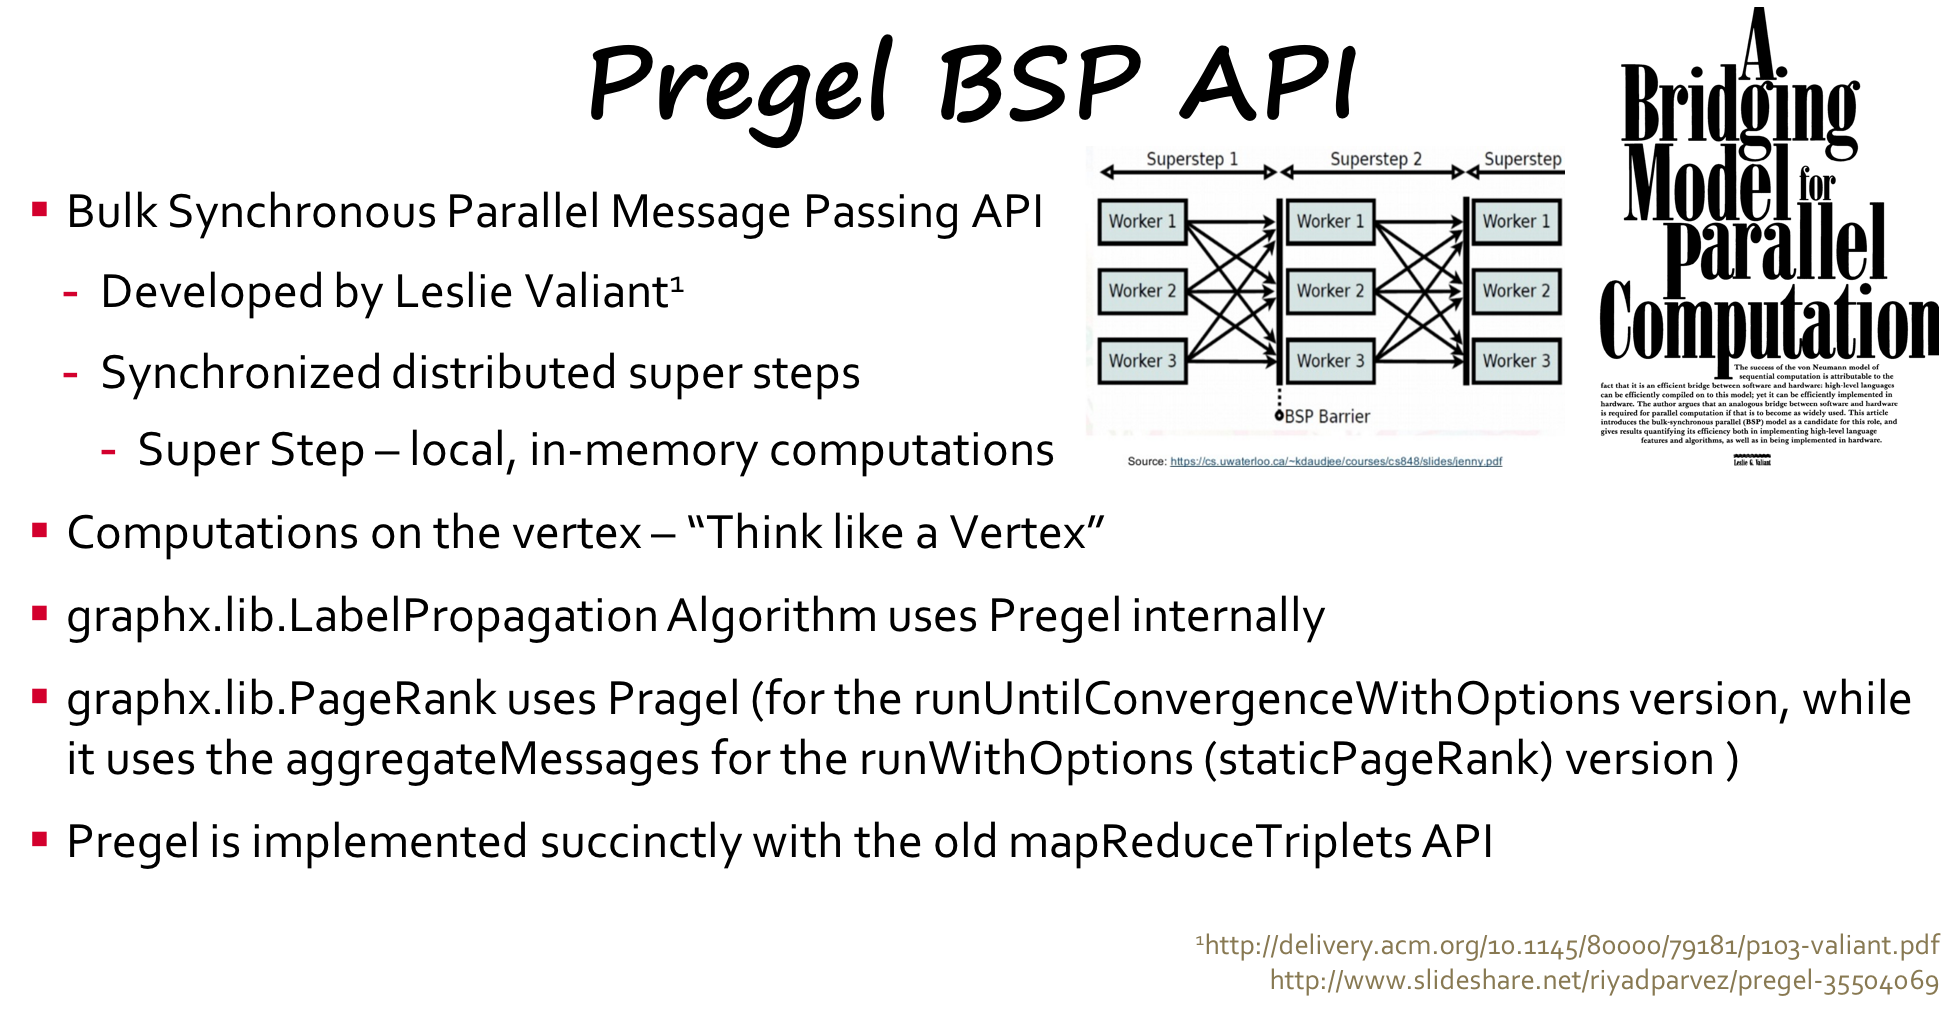 Pregel BSP API
▪ Bulk Synchronous Parallel Message Passing API
- Developed by Leslie Valiant¹
- Synchronized distributed super steps
- Super Step – local, in-memory computations
▪ Computations on the vertex – “Think like a Vertex”
▪ graphx.lib.LabelPropagation Algorithm uses Pregel internally
▪ graphx.lib.PageRank uses Pragel (for the runUntilConvergenceWithOptions version, while
it uses the aggregateMessages for the runWithOptions (staticPageRank) version )
▪ Pregel is implemented succinctly with the old mapReduceTriplets API
Superstep 1 Superstep 2 Superstep
Worker 1 Worker 1 Worker 1
Worker 2 Worker 2 Worker 2
Worker 3 Worker 3 Worker 3
BSP Barrier
Source: https://cs.uwaterloo.ca/~kdaudjee/courses/cs848/slides/jenny.pdf
A
Bridging
Model for
Parallel
Computation
The success of the von Neumann model of
sequential computation is attributable to the
fact that it is an efficient bridge between software and hardware: high-level languages
can be efficiently compiled on to this model; yet it can be efficiently implemented in
hardware. The author argues that an analogous bridge between software and hardware
is required for parallel computation if that is to become as widely used. This article
introduces the bulk-synchronous parallel (BSP) model as a candidate for this role, and
gives results quantifying its efficiency both in implementing high-level language
features and algorithms, as well as in being implemented in hardware.
Leslie G. Valiant
¹http://delivery.acm.org/10.1145/80000/79181/p103-valiant.pdf
http://www.slideshare.net/riyadparvez/pregel-35504069